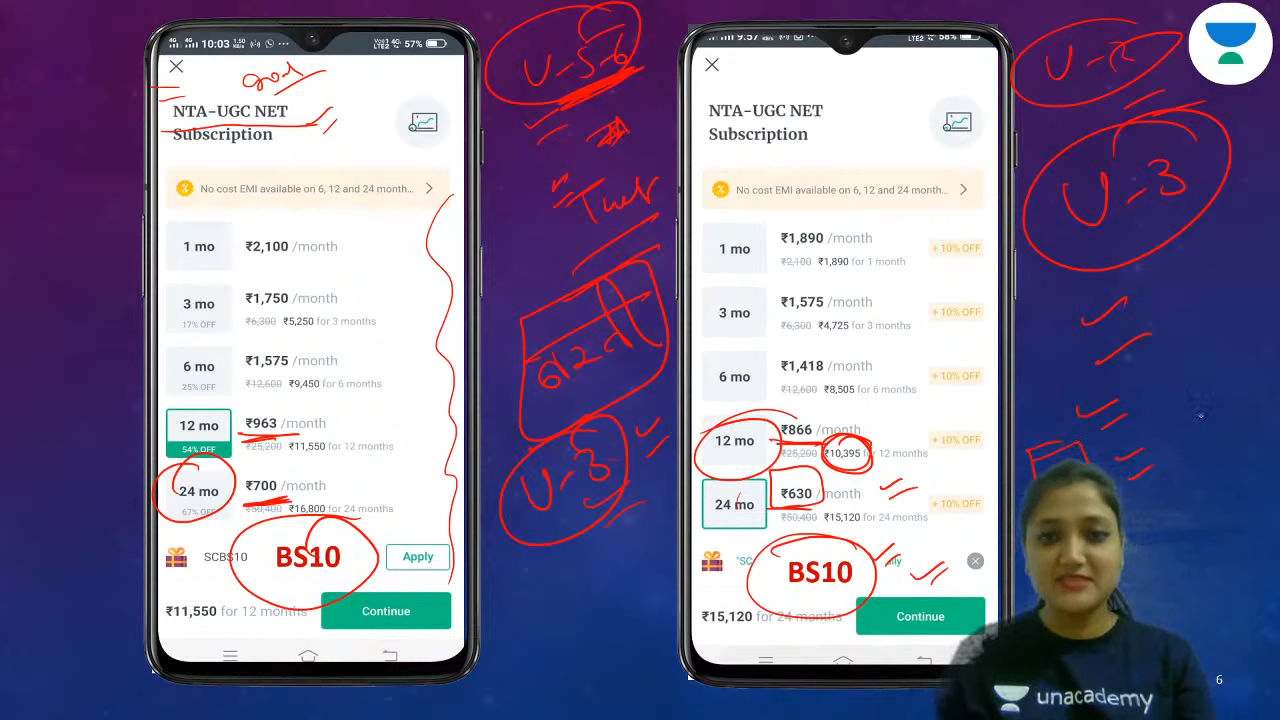 10:03
57%
goal
NTA-UGC NET
Subscription
No cost EMI available on 6, 12 and 24 month...
1 mo
₹2,100 /month
3 mo
17% OFF
₹1,750 /month
₹6,300 ₹5,250 for 3 months
6 mo
25% OFF
₹1,575 /month
₹12,600 ₹9,450 for 6 months
12 mo
54% OFF
₹963 /month
₹25,200 ₹11,550 for 12 months
24 mo
67% OFF
₹700 /month
₹50,400 ₹16,800 for 24 months
SCBS10
BS10
Apply
₹11,550 for 12 months
Continue
U-5-6
U-3
9:57
LTE2
58%
NTA-UGC NET
Subscription
No cost EMI available on 6, 12 and 24 month...
1 mo
₹1,890 /month
₹2,100 ₹1,890 for 1 month
+ 10% OFF
3 mo
₹1,575 /month
₹6,300 ₹4,725 for 3 months
+ 10% OFF
6 mo
₹1,418 /month
₹12,600 ₹8,505 for 6 months
+ 10% OFF
12 mo
₹866 /month
₹25,200 ₹10,395 for 12 months
+ 10% OFF
24 mo
₹630 /month
₹50,400 ₹15,120 for 24 months
+ 10% OFF
BS10
₹15,120 for 24 months
Continue
U-3
unacademy
6